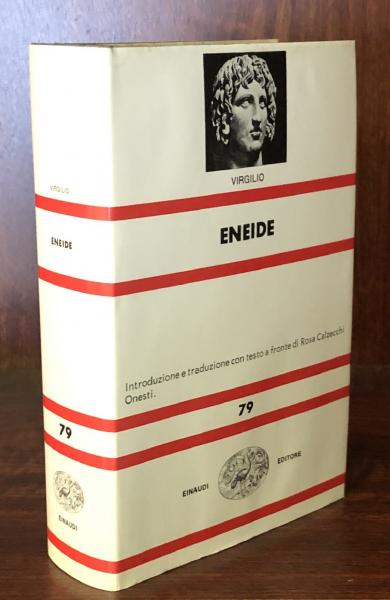 VIRGILIO
ENEIDE
79
EINAUDI
VIRGILIO
ENEIDE
Introduzione e traduzione con testo a fronte di Rosa Calzecchi
Onesti.
79
EINAUDI EDITORE